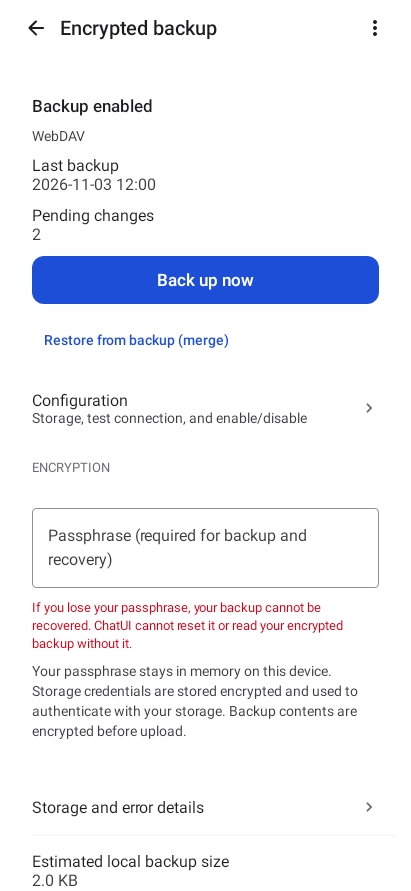 Encrypted backup
Backup enabled
WebDAV
Last backup
2026-11-03 12:00
Pending changes
2
Back up now
Restore from backup (merge)
Configuration
Storage, test connection, and enable/disable
ENCRYPTION
Passphrase (required for backup and
recovery)
If you lose your passphrase, your backup cannot be
recovered. ChatUI cannot reset it or read your encrypted
backup without it.
Your passphrase stays in memory on this device.
Storage credentials are stored encrypted and used to
authenticate with your storage. Backup contents are
encrypted before upload.
Storage and error details
Estimated local backup size
2.0 KB